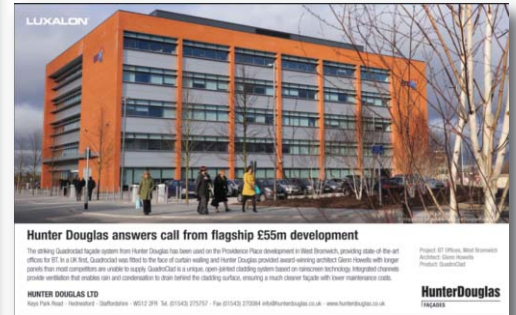 LUXALON®
Hunter Douglas answers call from flagship £55m development
The striking Quadroclad façade system from Hunter Douglas has been used on the Providence Place development in West Bromwich, providing state-of-the-art
offices for BT. In a UK first, Quadroclad was fitted to the face of curtain walling and Hunter Douglas provided award-winning architect Glenn Howells with longer
panels than most competitors are unable to supply. QuadroClad is a unique, open-jointed cladding system based on rainscreen technology. Integrated channels
provide ventilation that enables rain and condensation to drain behind the cladding surface, ensuring a much cleaner façade with lower maintenance costs.
Project: BT Offices, West Bromwich
Architect: Glenn Howells
Product: QuadroClad
HUNTER DOUGLAS LTD
Keys Park Road - Hednesford - Staffordshire - WS12 2FR Tel. (01543) 275757 - Fax (01543) 270084 info@hunterdouglas.co.uk - www.hunterdouglas.co.uk
HunterDouglas
FAÇADES